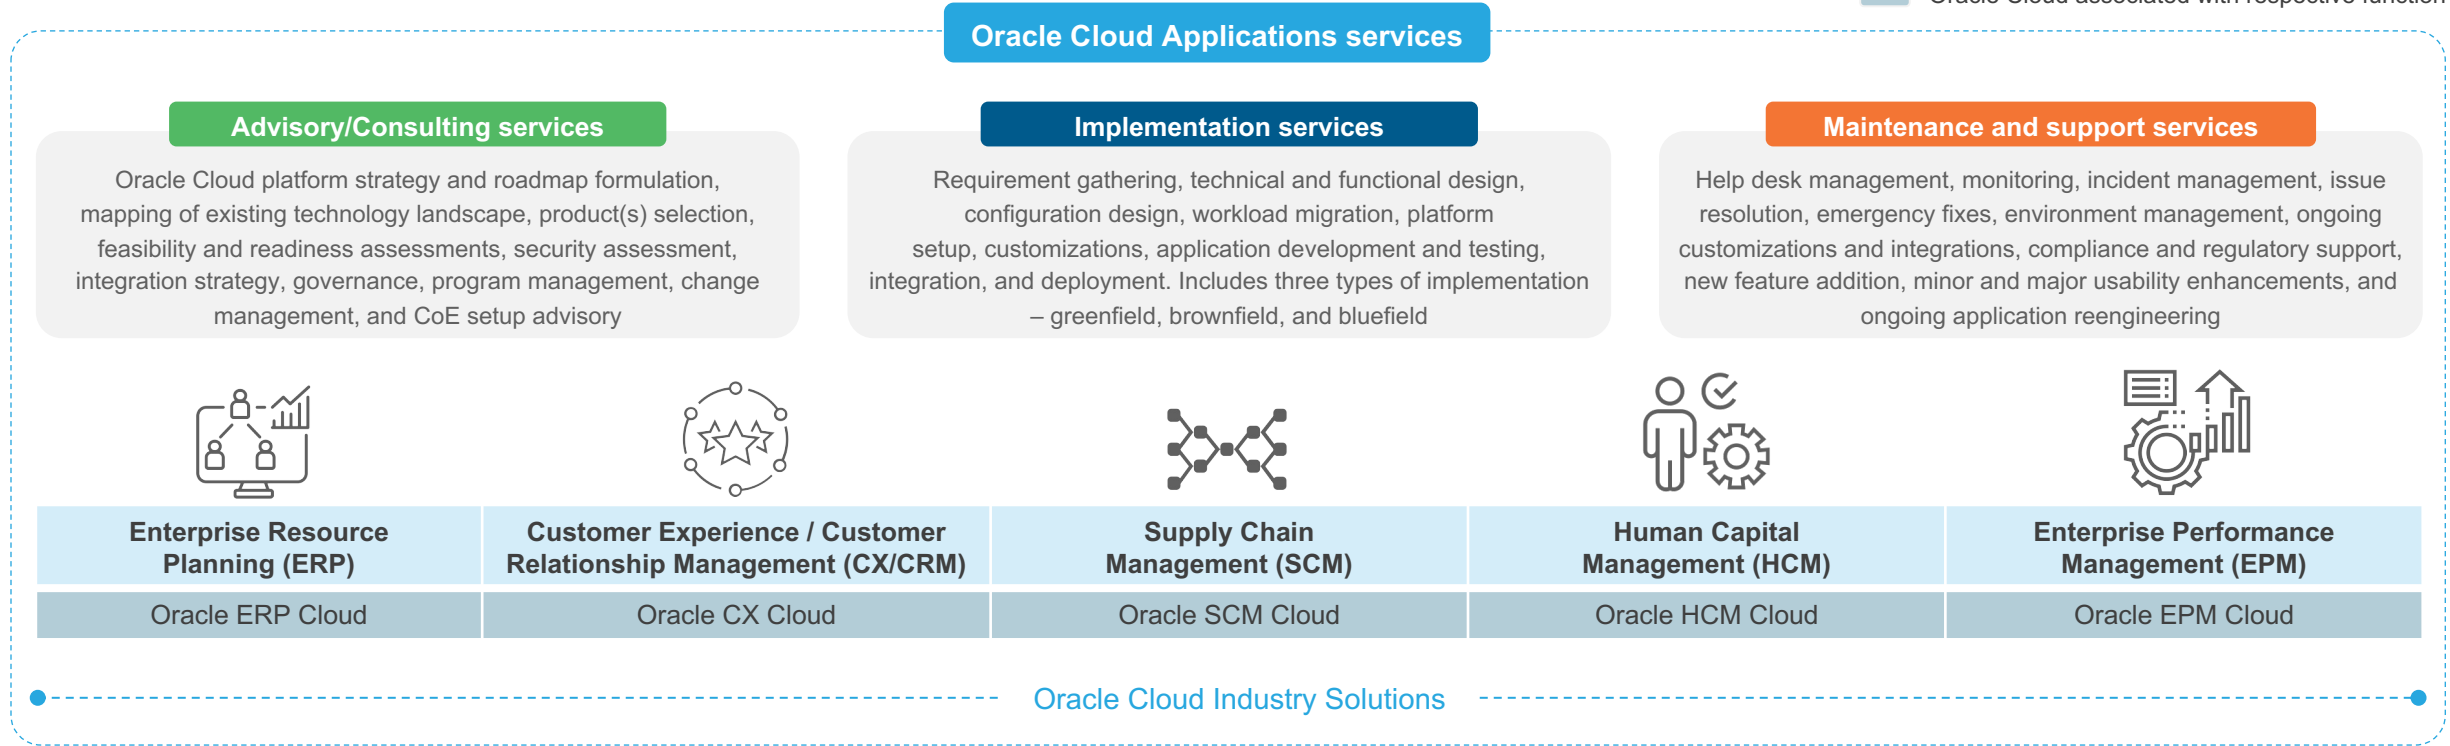 Oracle Cloud associated with respective function
Oracle Cloud Applications services
Advisory/Consulting services
Oracle Cloud platform strategy and roadmap formulation,
mapping of existing technology landscape, product(s) selection,
feasibility and readiness assessments, security assessment,
integration strategy, governance, program management, change
management, and CoE setup advisory
Implementation services
Requirement gathering, technical and functional design,
configuration design, workload migration, platform
setup, customizations, application development and testing,
integration, and deployment. Includes three types of implementation
– greenfield, brownfield, and bluefield
Maintenance and support services
Help desk management, monitoring, incident management, issue
resolution, emergency fixes, environment management, ongoing
customizations and integrations, compliance and regulatory support,
new feature addition, minor and major usability enhancements, and
ongoing application reengineering
Enterprise Resource
Planning (ERP)
Customer Experience / Customer
Relationship Management (CX/CRM)
Supply Chain
Management (SCM)
Human Capital
Management (HCM)
Enterprise Performance
Management (EPM)
Oracle ERP Cloud
Oracle CX Cloud
Oracle SCM Cloud
Oracle HCM Cloud
Oracle EPM Cloud
Oracle Cloud Industry Solutions